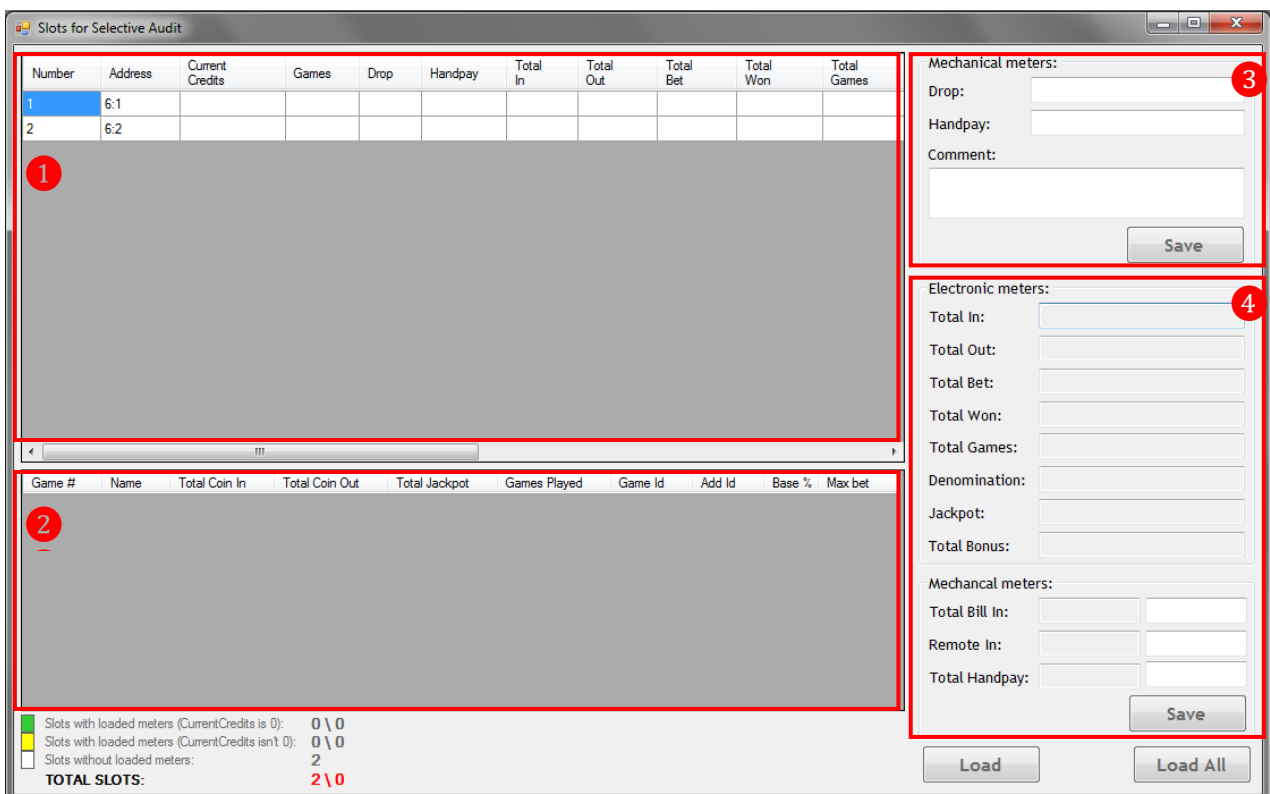 Slots for Selective Audit
Number Address Current Credits Games Drop Handpay Total In Total Out Total Bet Total Won Total Games
1 6:1
2 6:2
1
Game # Name Total Coin In Total Coin Out Total Jackpot Games Played Game Id Add Id Base % Max bet
2
Slots with loaded meters (CurrentCredits is 0): 0 \ 0
Slots with loaded meters (CurrentCredits isn't 0): 0 \ 0
Slots without loaded meters: 2
TOTAL SLOTS: 2 \ 0
Mechanical meters:
3
Drop:
Handpay:
Comment:
Save
Electronic meters:
4
Total In:
Total Out:
Total Bet:
Total Won:
Total Games:
Denomination:
Jackpot:
Total Bonus:
Mechancal meters:
Total Bill In:
Remote In:
Total Handpay:
Save
Load Load All